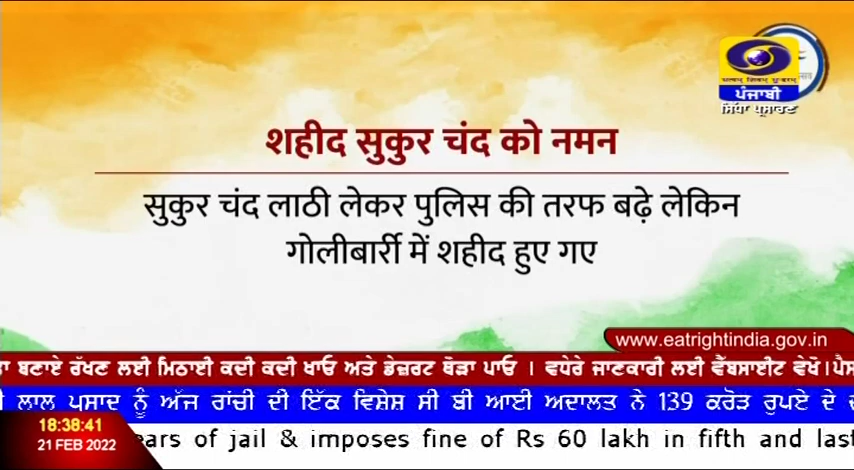 ਪੰਜਾਬੀ
ਸਿੱਧਾ ਪ੍ਰਸਾਰਣ
शहीद सुकुर चंद को नमन
सुकुर चंद लाठी लेकर पुलिस की तरफ बढ़े लेकिन
गोलीबार्री में शहीद हुए गए
www.eatrightindia.gov.in
ਬਣਾਏ ਰੱਖਣ ਲਈ ਮਿਠਾਈ ਕਦੀ ਕਦੀ ਖਾਓ ਅਤੇ ਡੇਜ਼ਰਟ ਥੋੜਾ ਪਾਓ । ਵਧੇਰੇ ਜਾਣਕਾਰੀ ਲਈ ਵੈੱਬਸਾਈਟ ਵੇਖੋ।ਪੈਸ
ਲਾਲ ਪ੍ਰਸਾਦ ਨੂੰ ਅੱਜ ਰਾਂਚੀ ਦੀ ਇੱਕ ਵਿਸ਼ੇਸ਼ ਸੀ ਬੀ ਆਈ ਅਦਾਲਤ ਨੇ 139 ਕਰੋੜ ਰੁਪਏ ਦੇ
18:38:41
21 FEB 2022
ears of jail & imposes fine of Rs 60 lakh in fifth and last